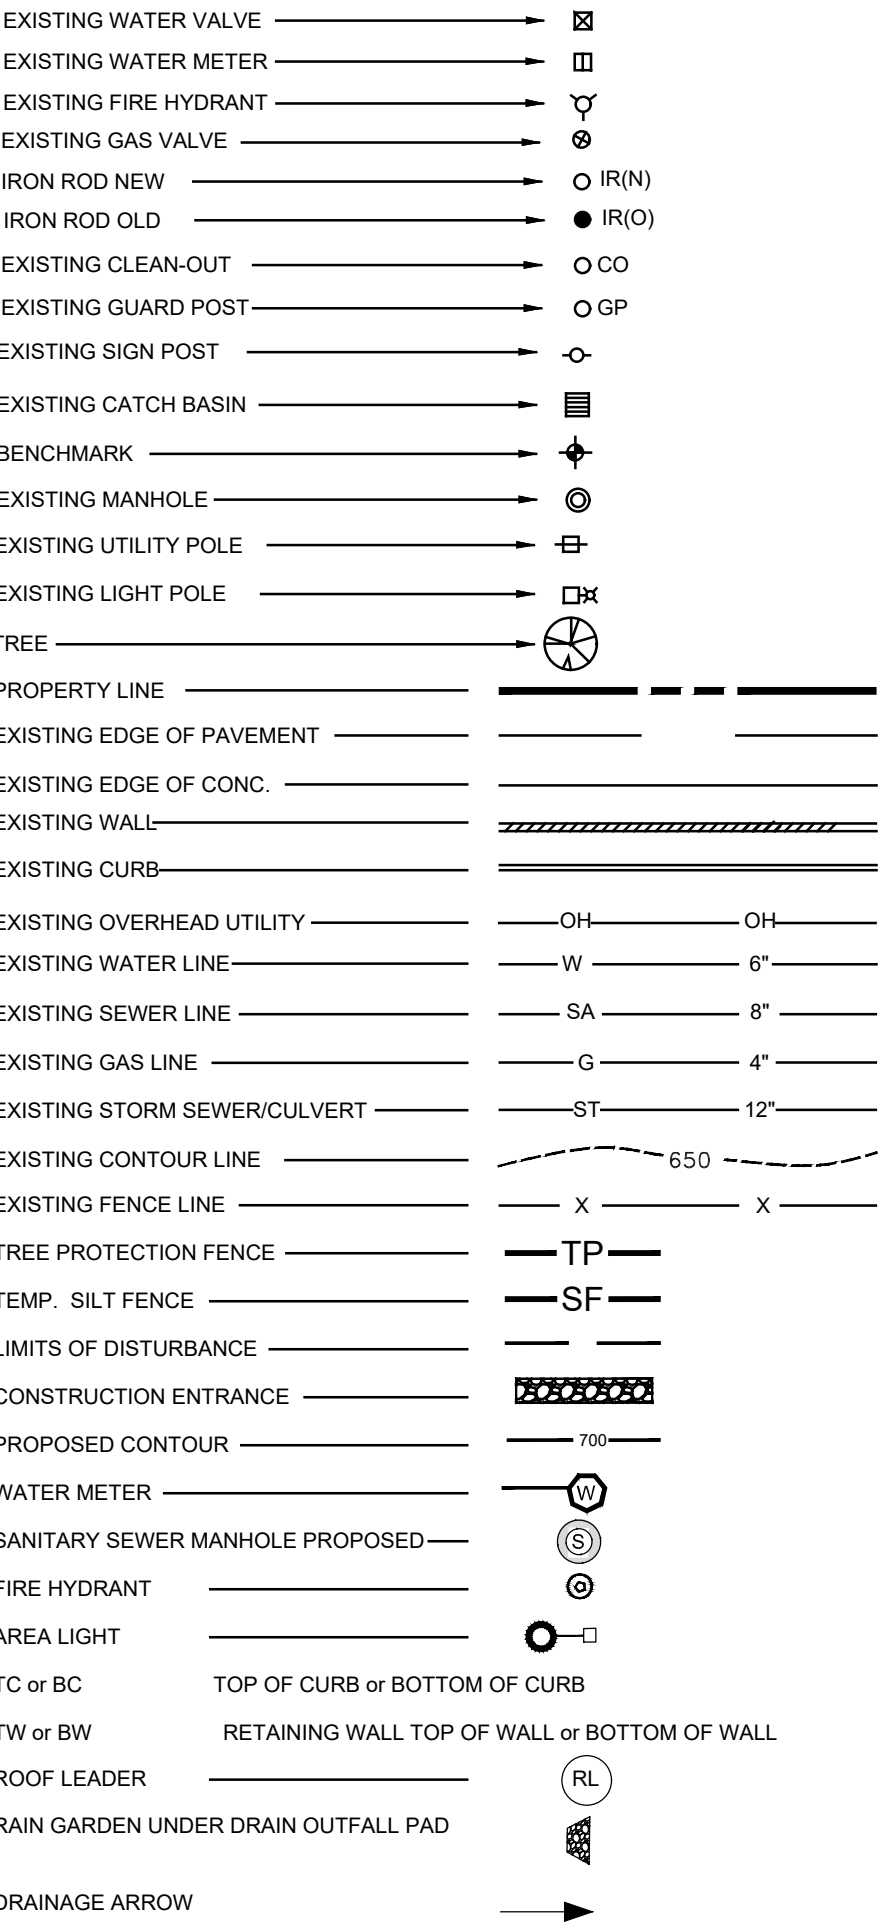 EXISTING WATER VALVE
EXISTING WATER METER
EXISTING FIRE HYDRANT
EXISTING GAS VALVE
IRON ROD NEW IR(N)
IRON ROD OLD IR(O)
EXISTING CLEAN-OUT CO
EXISTING GUARD POST GP
EXISTING SIGN POST
EXISTING CATCH BASIN
BENCHMARK
EXISTING MANHOLE
EXISTING UTILITY POLE
EXISTING LIGHT POLE
TREE
PROPERTY LINE
EXISTING EDGE OF PAVEMENT
EXISTING EDGE OF CONC.
EXISTING WALL
EXISTING CURB
EXISTING OVERHEAD UTILITY OH OH
EXISTING WATER LINE W 6"
EXISTING SEWER LINE SA 8"
EXISTING GAS LINE G 4"
EXISTING STORM SEWER/CULVERT ST 12"
EXISTING CONTOUR LINE 650
EXISTING FENCE LINE X X
TREE PROTECTION FENCE TP
TEMP. SILT FENCE SF
LIMITS OF DISTURBANCE
CONSTRUCTION ENTRANCE
PROPOSED CONTOUR 700
WATER METER W
SANITARY SEWER MANHOLE PROPOSED S
FIRE HYDRANT
AREA LIGHT
TC or BC TOP OF CURB or BOTTOM OF CURB
TW or BW RETAINING WALL TOP OF WALL or BOTTOM OF WALL
ROOF LEADER RL
RAIN GARDEN UNDER DRAIN OUTFALL PAD
DRAINAGE ARROW